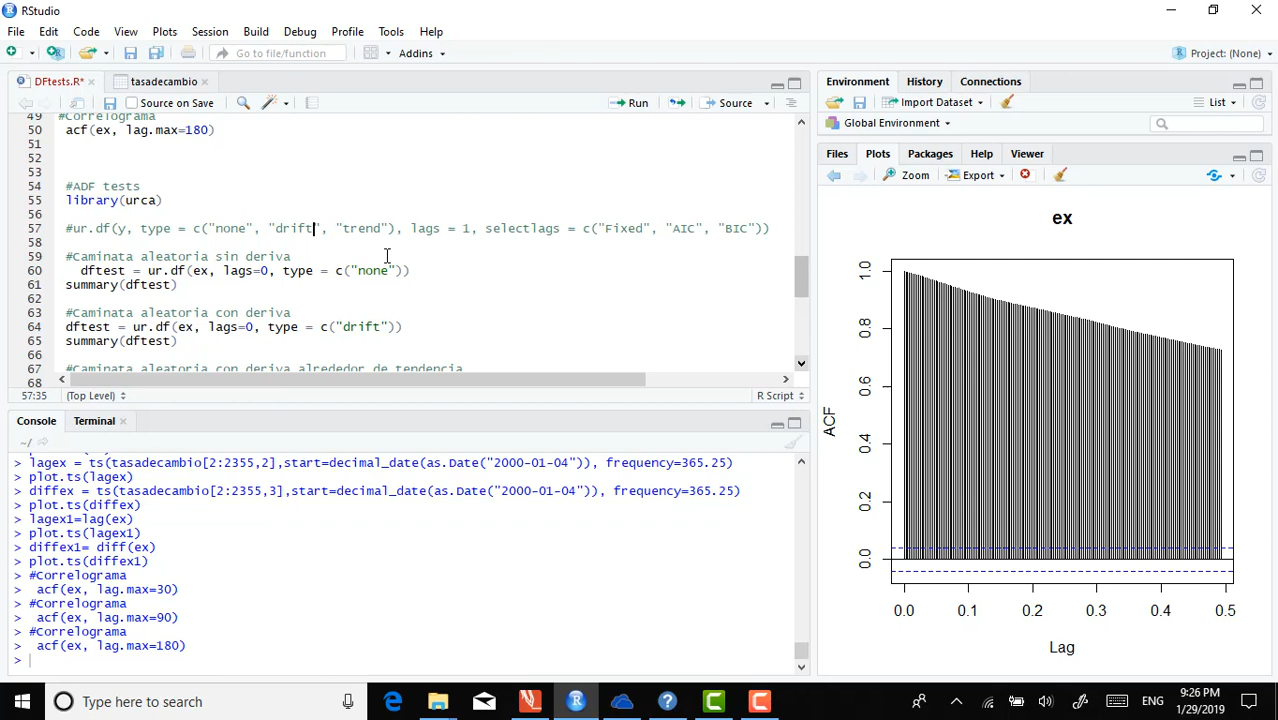 RStudio
File Edit Code View Plots Session Build Debug Profile Tools Help
Go to file/function Addins Project: (None)
DFtests.R* tasadecambio
Source on Save Run Source
49 #Correlograma
50 acf(ex, lag.max=180)
51
52
53
54 #ADF tests
55 library(urca)
56
57 #ur.df(y, type = c("none", "drift", "trend"), lags = 1, selectlags = c("Fixed", "AIC", "BIC"))
58
59 #Caminata aleatoria sin deriva
60 dftest = ur.df(ex, lags=0, type = c("none"))
61 summary(dftest)
62
63 #Caminata aleatoria con deriva
64 dftest = ur.df(ex, lags=0, type = c("drift"))
65 summary(dftest)
66
67 #Caminata aleatoria con deriva alrededor de tendencia
68
57:35 (Top Level) R Script
Console Terminal
~/
> lagex = ts(tasadecambio[2:2355,2],start=decimal_date(as.Date("2000-01-04")), frequency=365.25)
> plot.ts(lagex)
> diffex = ts(tasadecambio[2:2355,3],start=decimal_date(as.Date("2000-01-04")), frequency=365.25)
> plot.ts(diffex)
> lagex1=lag(ex)
> plot.ts(lagex1)
> diffex1= diff(ex)
> plot.ts(diffex1)
> #Correlograma
> acf(ex, lag.max=30)
> #Correlograma
> acf(ex, lag.max=90)
> #Correlograma
> acf(ex, lag.max=180)
>
Environment History Connections
Import Dataset List
Global Environment
Files Plots Packages Help Viewer
Zoom Export
ex
ACF
1.0
0.8
0.6
0.4
0.2
0.0
0.0 0.1 0.2 0.3 0.4 0.5
Lag
Type here to search
ENG
9:26 PM
1/29/2019